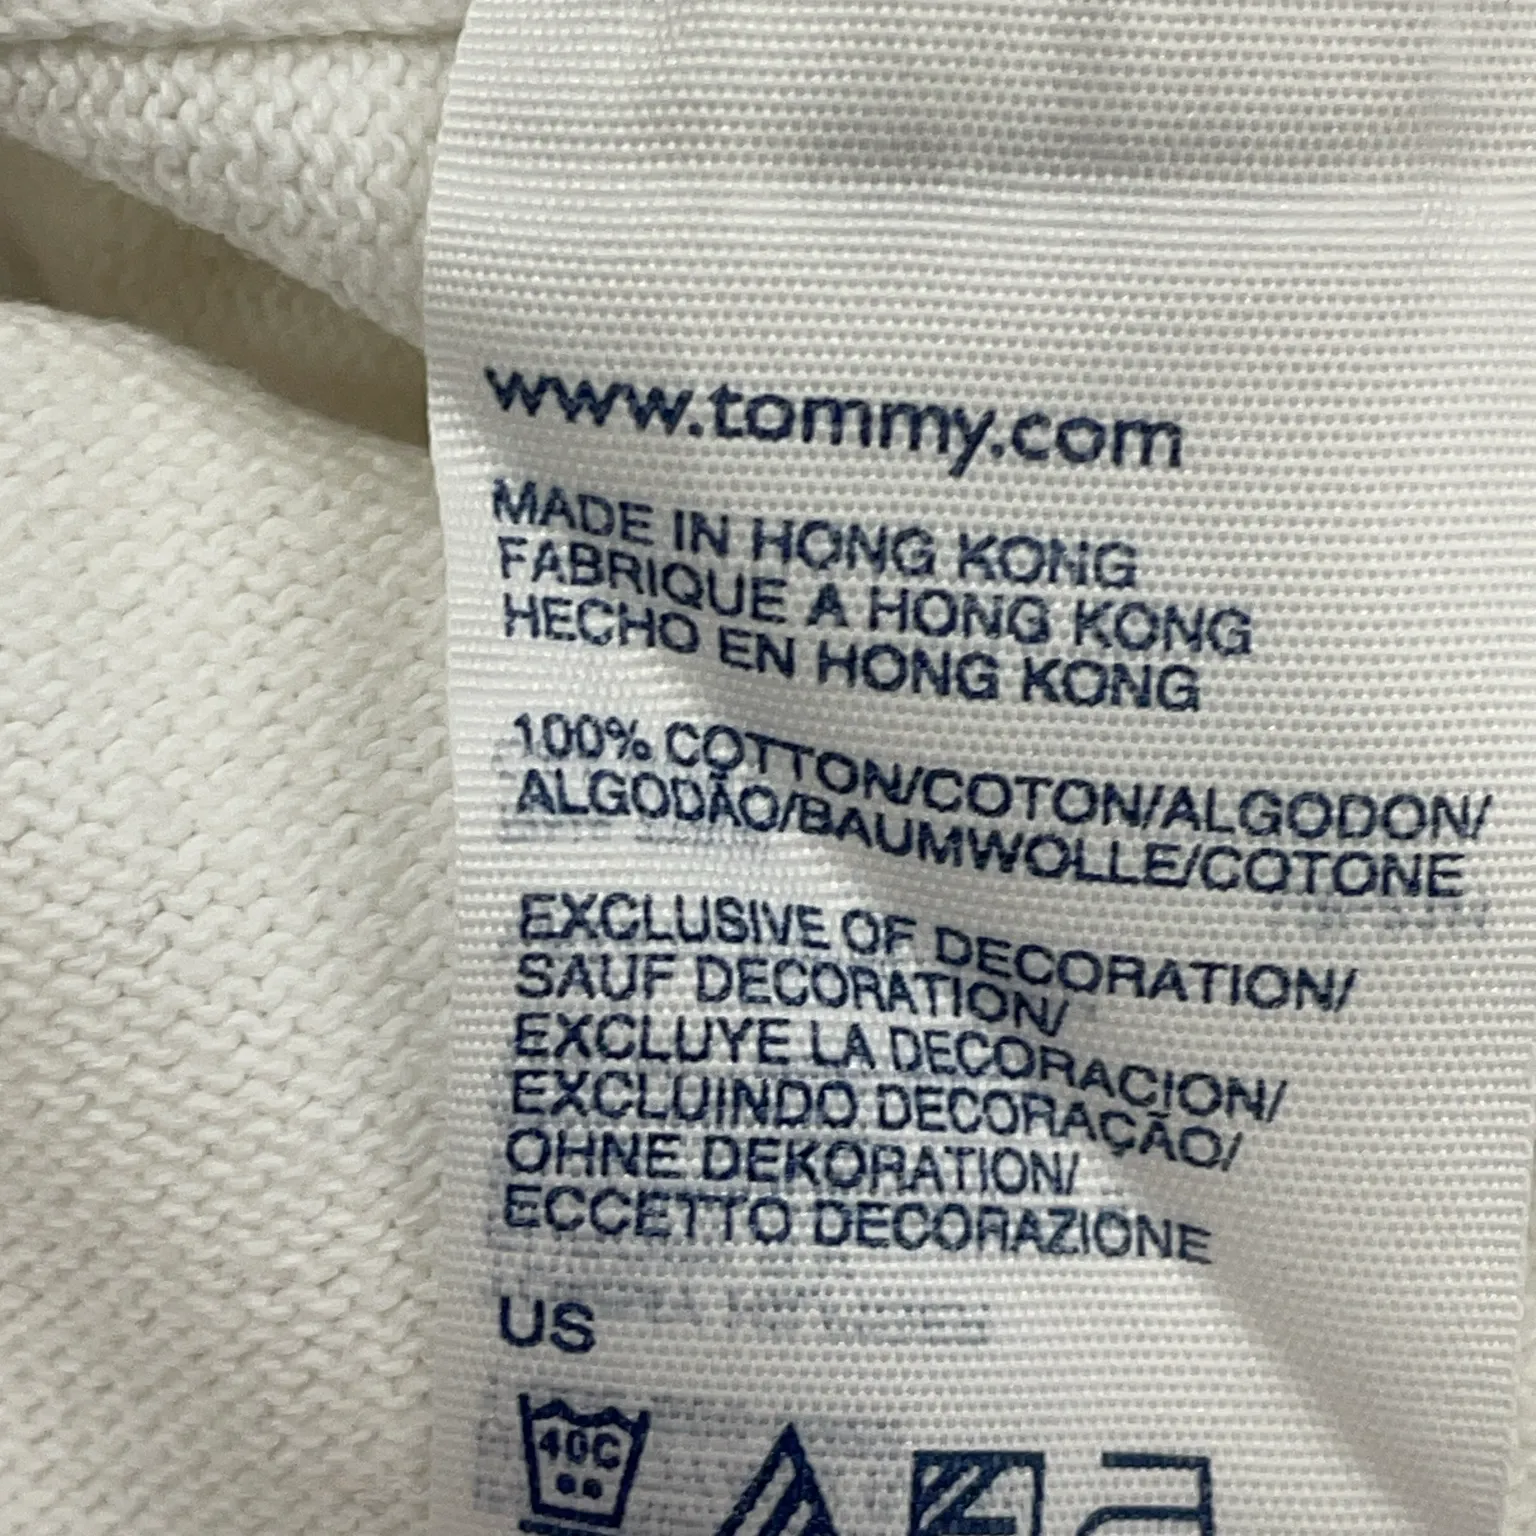 www.tommy.com
MADE IN HONG KONG
FABRIQUE A HONG KONG
HECHO EN HONG KONG
100% COTTON/COTON/ALGODON/
ALGODÃO/BAUMWOLLE/COTONE
EXCLUSIVE OF DECORATION/
SAUF DECORATION/
EXCLUYE LA DECORACION/
EXCLUINDO DECORAÇÃO/
OHNE DEKORATION/
ECCETTO DECORAZIONE
US
40C